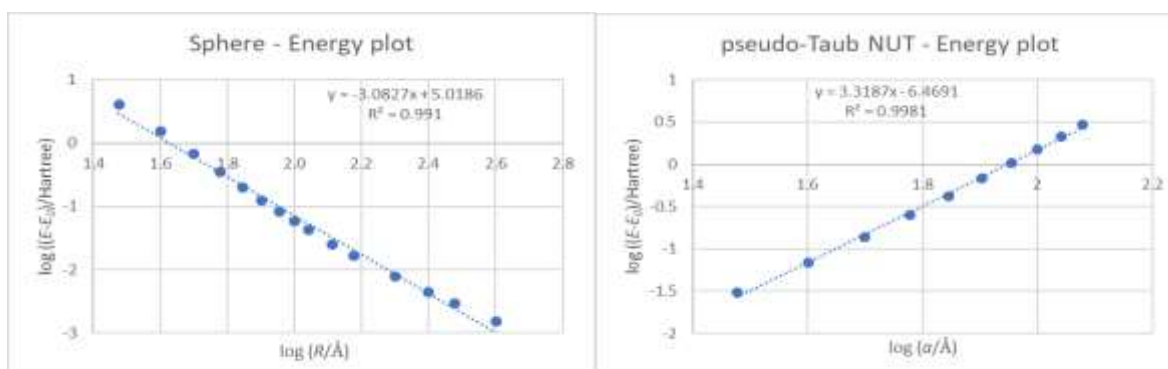 Sphere - Energy plot
y = -3.0827x + 5.0186
R² = 0.991
1
0
-1
-2
-3
1.4 1.6 1.8 2.0 2.2 2.4 2.6 2.8
log ((E-E₀)/Hartree)
log (R/Å)
pseudo-Taub NUT - Energy plot
y = 3.3187x - 6.4691
R² = 0.9981
1
0.5
0
-0.5
-1
-1.5
-2
1.4 1.6 1.8 2 2.2
log ((E-E₀)/Hartree)
log (a/Å)